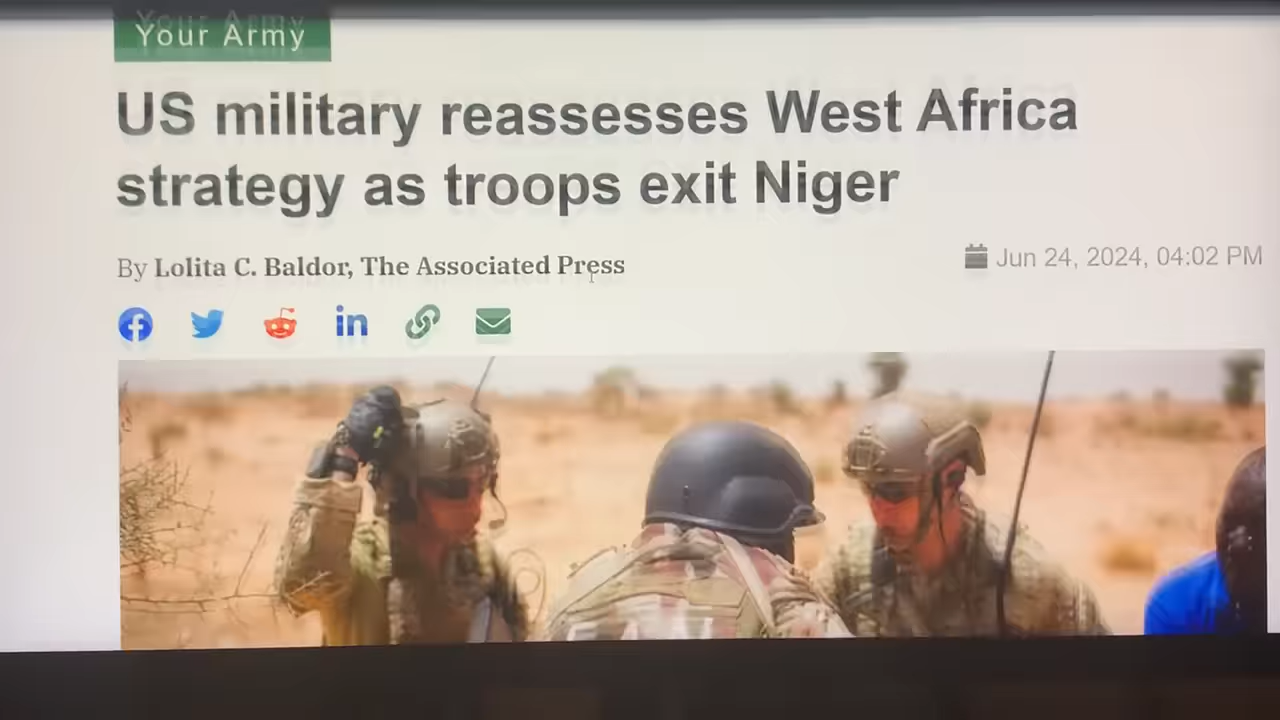 Your Army
US military reassesses West Africa
strategy as troops exit Niger
By Lolita C. Baldor, The Associated Press
Jun 24, 2024, 04:02 PM